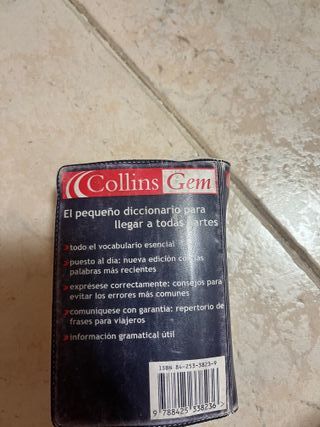 Collins Gem
El pequeño diccionario para
llegar a todas partes
todo el vocabulario esencial
puesto al día: nueva edición con las
palabras más recientes
exprésese correctamente: consejos para
evitar los errores más comunes
comuníquese con garantía: repertorio de
frases para viajeros
información gramatical útil
ISBN 84-253-3823-9
9 788425 338236 >